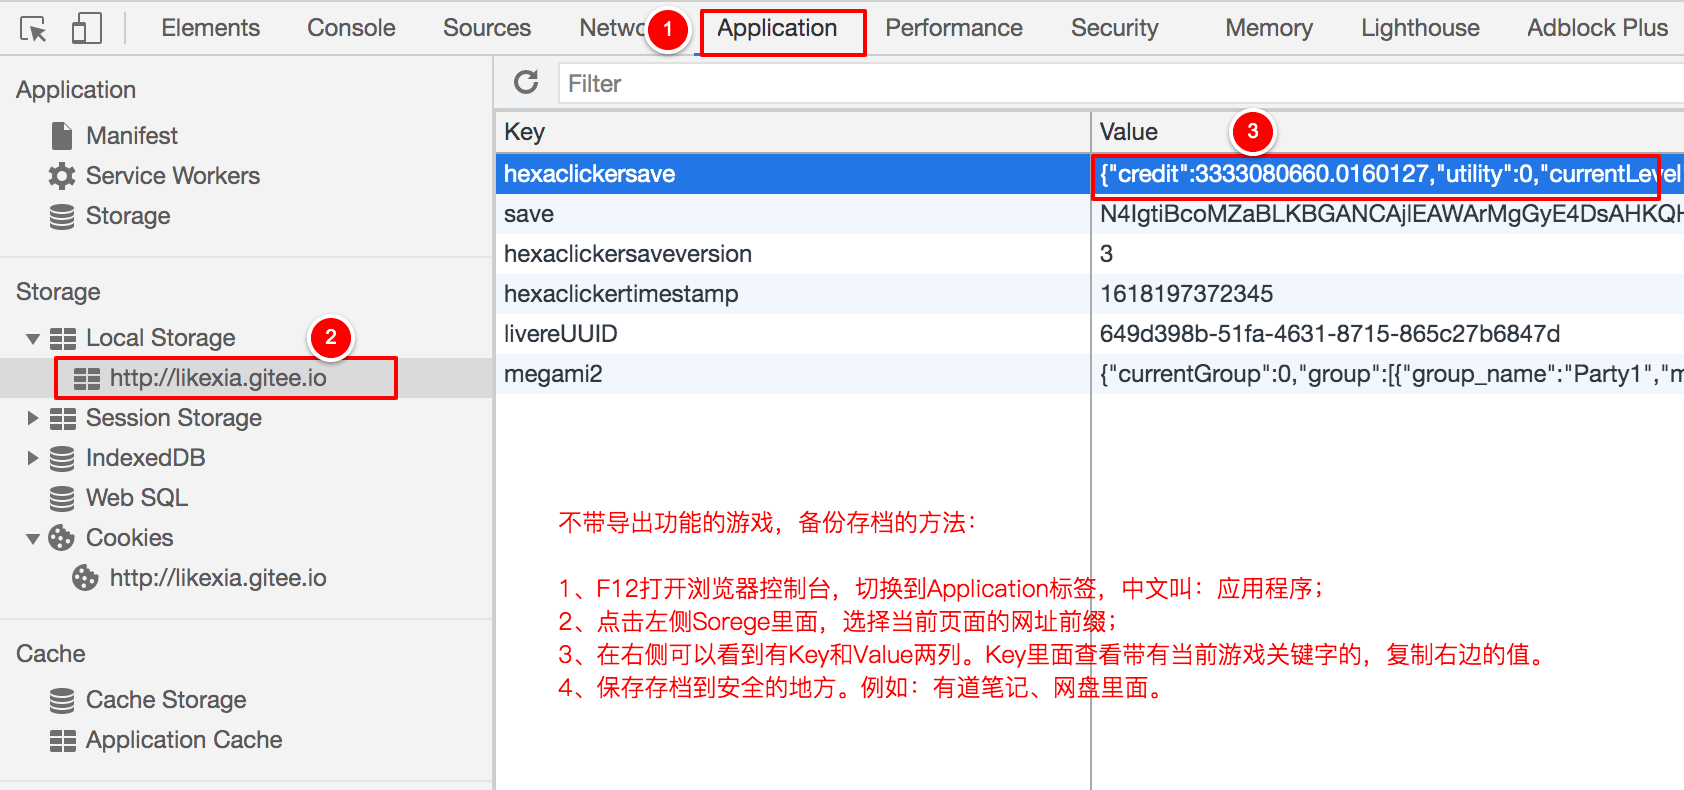 Elements Console Sources Netwo 1 Application Performance Security Memory Lighthouse Adblock Plus
Application
Manifest
Service Workers
Storage
Storage
Local Storage 2
http://likexia.gitee.io
Session Storage
IndexedDB
Web SQL
Cookies
http://likexia.gitee.io
Cache
Cache Storage
Application Cache
Filter
Key Value 3
hexaclickersave {"credit":3333080660.0160127,"utility":0,"currentLevel
save N4IgtiBcoMZaBLKBGANCAjlEAWArMgGyE4DsAHKQH
hexaclickersaveversion 3
hexaclickertimestamp 1618197372345
livereUUID 649d398b-51fa-4631-8715-865c27b6847d
megami2 {"currentGroup":0,"group":[{"group_name":"Party1","m
不带导出功能的游戏，备份存档的方法：
1、F12打开浏览器控制台，切换到Application标签，中文叫：应用程序；
2、点击左侧Sorege里面，选择当前页面的网址前缀；
3、在右侧可以看到有Key和Value两列。Key里面查看带有当前游戏关键字的，复制右边的值。
4、保存存档到安全的地方。例如：有道笔记、网盘里面。